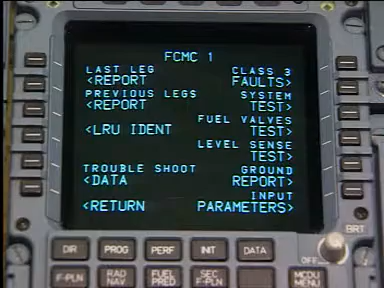 FCMC 1
LAST LEG CLASS 3
<REPORT FAULTS>
PREVIOUS LEGS SYSTEM
<REPORT TEST>
FUEL VALVES
<LRU IDENT TEST>
LEVEL SENSE
TEST>
TROUBLE SHOOT GROUND
<DATA REPORT>
INPUT
<RETURN PARAMETERS>
BRT
DIR PROG PERF INIT DATA
OFF
F-PLN RAD NAV FUEL PRED SEC F-PLN MCDU MENU